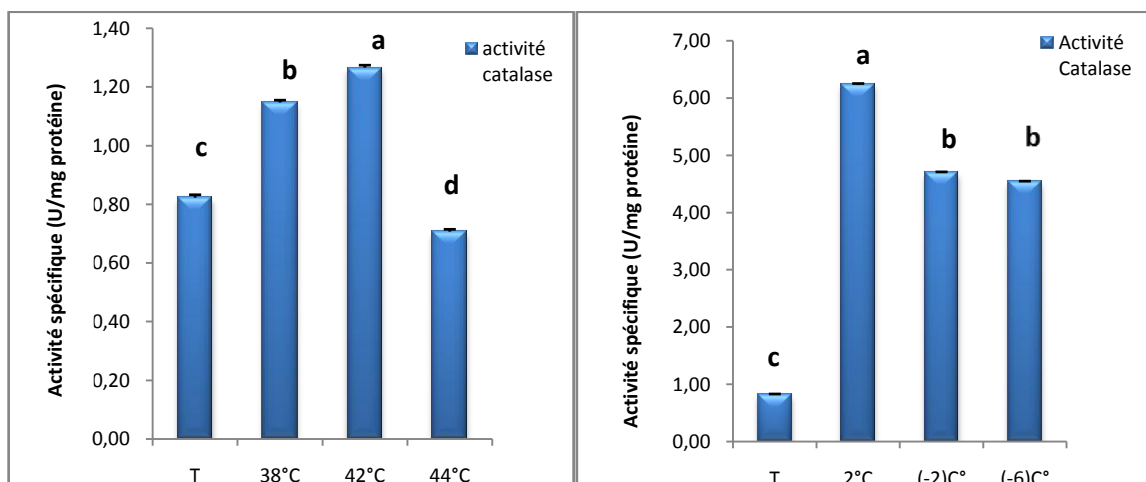 Activité spécifique (U/mg protéine)
1,40
1,20
1,00
0,80
0,60
0,40
0,20
0,00
c
b
a
d
T
38°C
42°C
44°C
activité
catalase
Activité spécifique (U/mg protéine)
7,00
6,00
5,00
4,00
3,00
2,00
1,00
0,00
c
a
b
b
T
2°C
(-2)C°
(-6)C°
Activité
Catalase